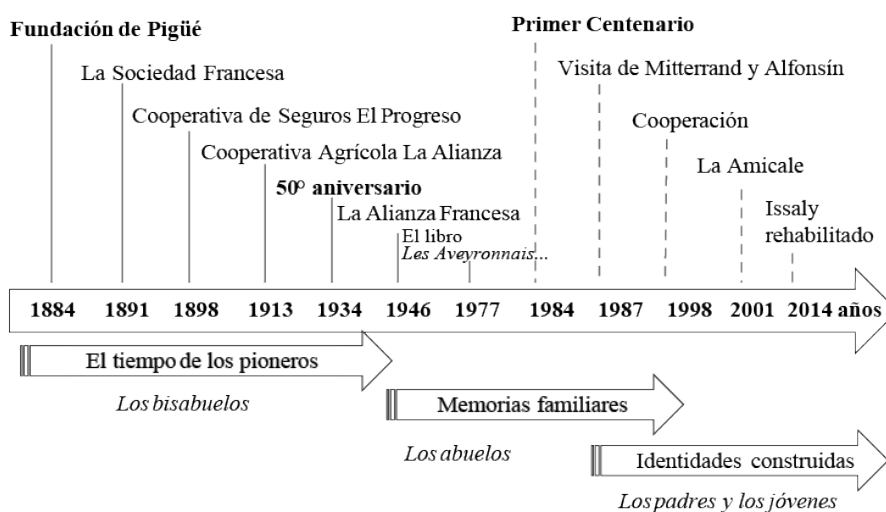 Fundación de Pigüé
Primer Centenario
La Sociedad Francesa
Visita de Mitterrand y Alfonsín
Cooperativa de Seguros El Progreso
Cooperación
Cooperativa Agrícola La Alianza
La Amicale
50° aniversario
La Alianza Francesa
El libro
Les Aveyronnais...
Issaly
rehabilitado
1884 1891 1898 1913 1934 1946 1977 1984 1987 1998 2001 2014 años
El tiempo de los pioneros
Los bisabuelos
Memorias familiares
Los abuelos
Identidades construidas
Los padres y los jóvenes